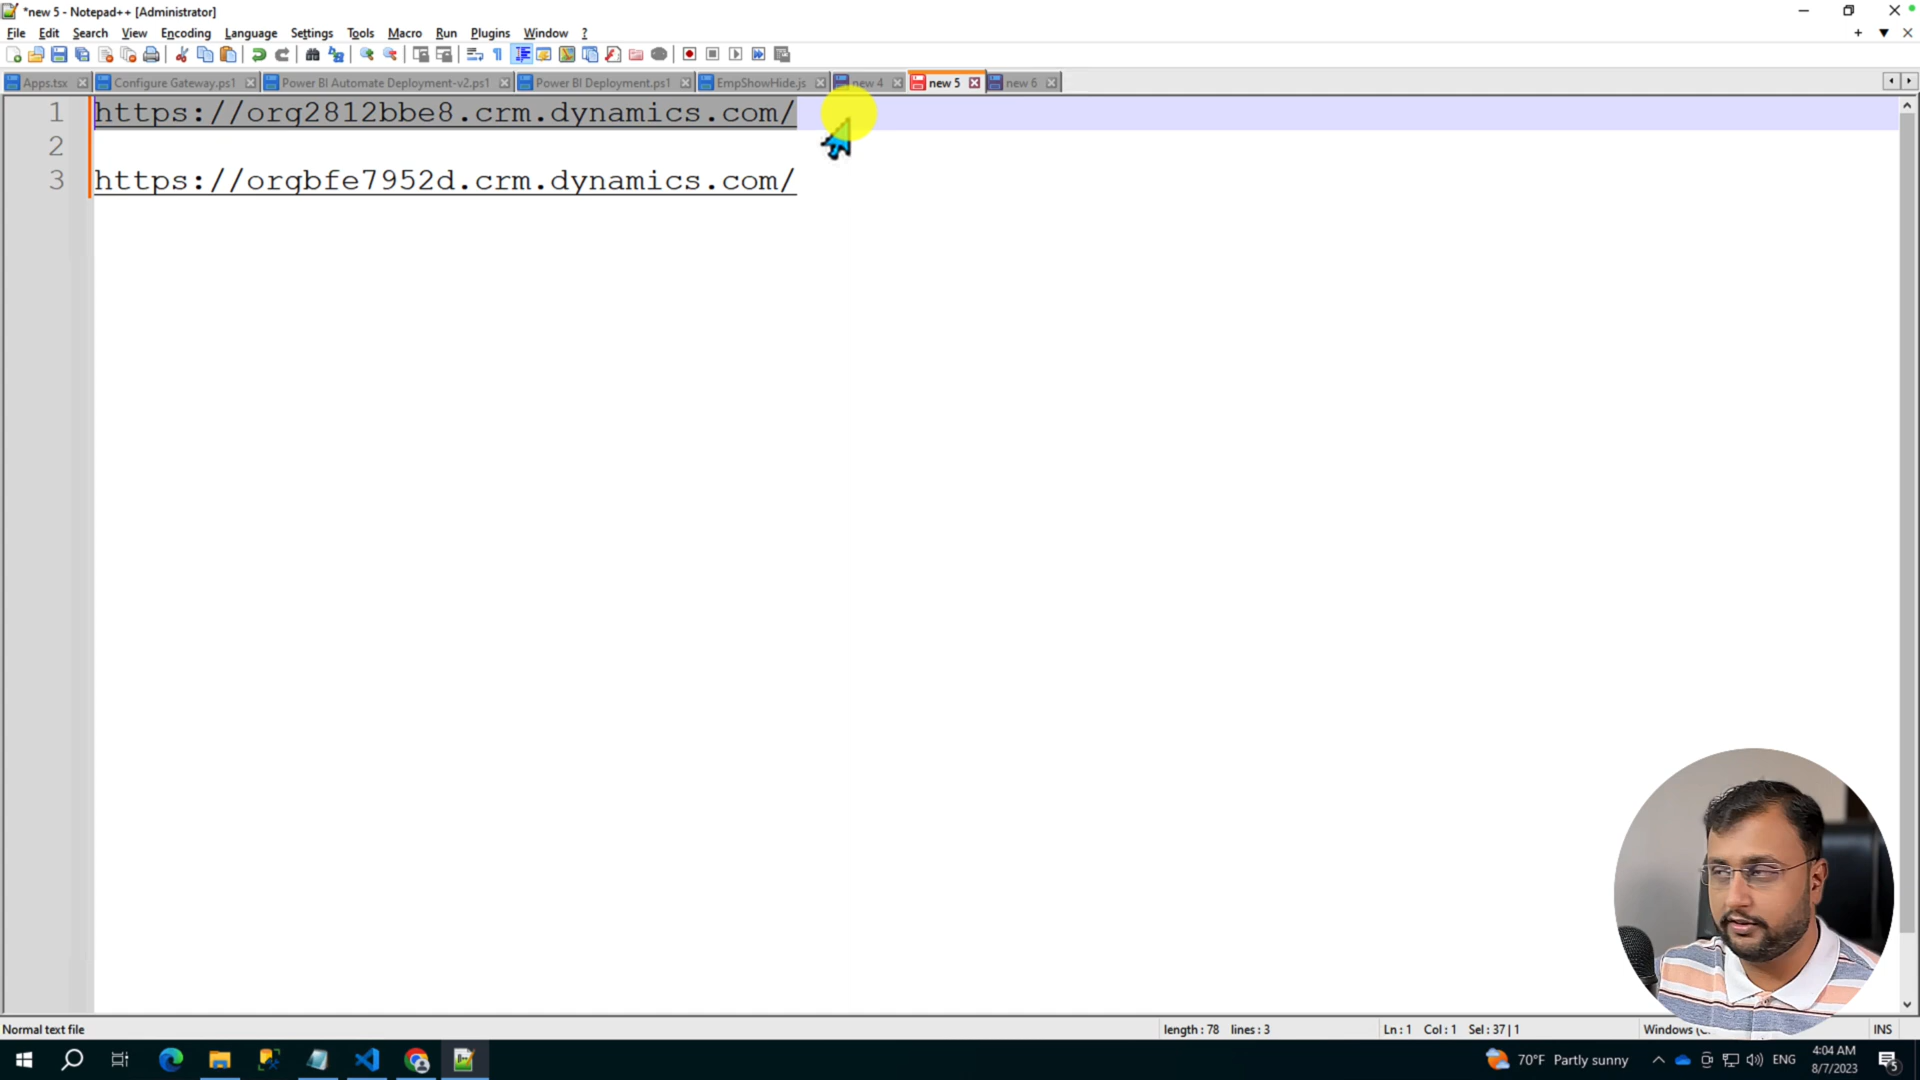 *new 5 - Notepad++ [Administrator]
File Edit Search View Encoding Language Settings Tools Macro Run Plugins Window ?
Apps.tsx Configure Gateway.ps1 Power BI Automate Deployment-v2.ps1 Power BI Deployment.ps1 EmpShowHide.js new 4 new 5 new 6
1 https://org2812bbe8.crm.dynamics.com/
2
3 https://orgbfe7952d.crm.dynamics.com/
Normal text file length : 78 lines : 3 Ln : 1 Col : 1 Sel : 37 | 1 Windows (C INS
70°F Partly sunny ENG 4:04 AM
8/7/2023
5